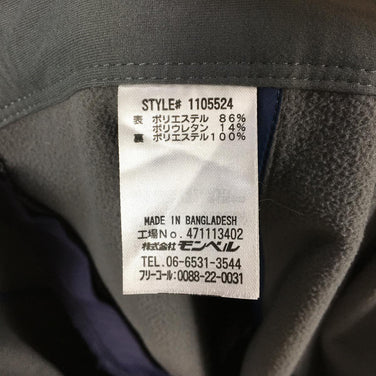 STYLE# 1105524
表 ポリエステル 86%
ポリウレタン 14%
裏 ポリエステル100%
MADE IN BANGLADESH
工場No. 471113402
株式会社 モンベル
TEL.06-6531-3544
フリーコール:0088-22-0031